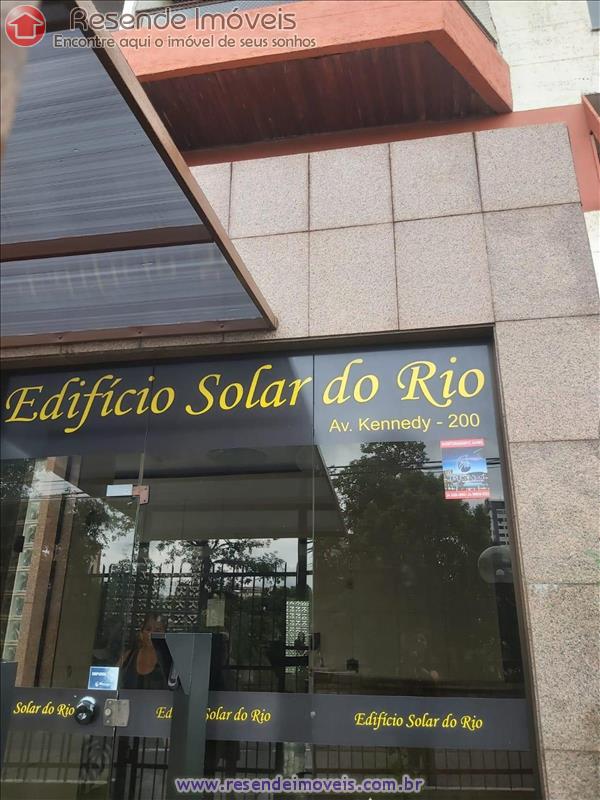 Resende Imóveis
Encontre aqui o imóvel de seus sonhos
Edifício Solar do Rio
Av. Kennedy - 200
Solar do Rio
Edifício Solar do Rio
Edifício Solar do Rio
www.resendeimoveis.com.br